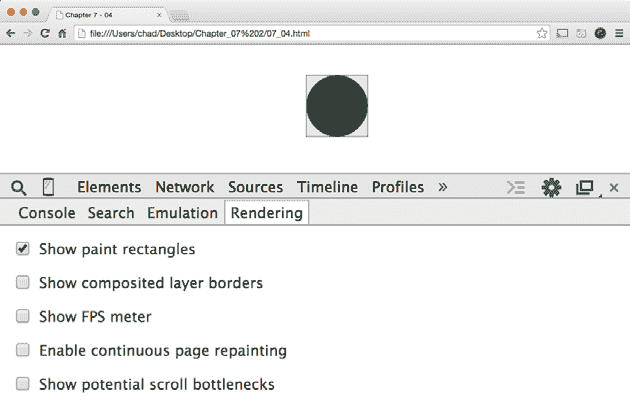 Chapter 7 - 04
file:///Users/chad/Desktop/Chapter_07%202/07_04.html
Elements Network Sources Timeline Profiles »
Console Search Emulation Rendering
Show paint rectangles
Show composited layer borders
Show FPS meter
Enable continuous page repainting
Show potential scroll bottlenecks